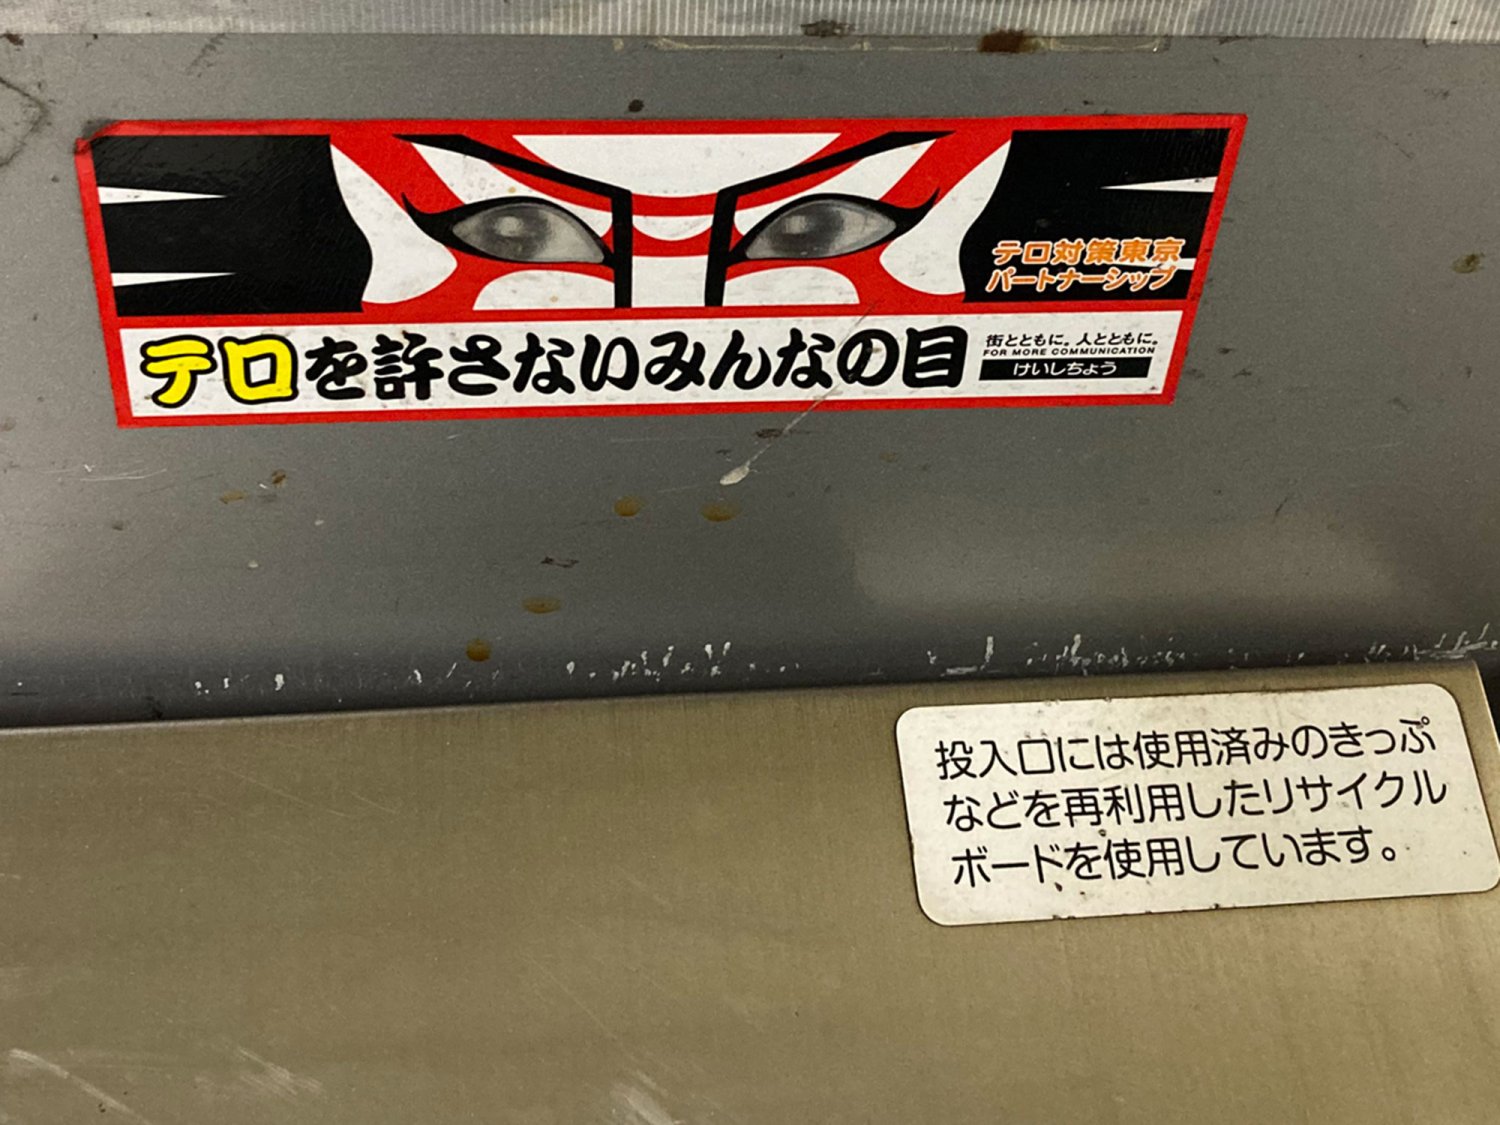 テロ対策東京
パートナーシップ
テロを許さないみんなの目
街とともに。人とともに。
FOR MORE COMMUNICATION
けいしちょう
投入口には使用済みのきっぷ
などを再利用したリサイクル
ボードを使用しています。